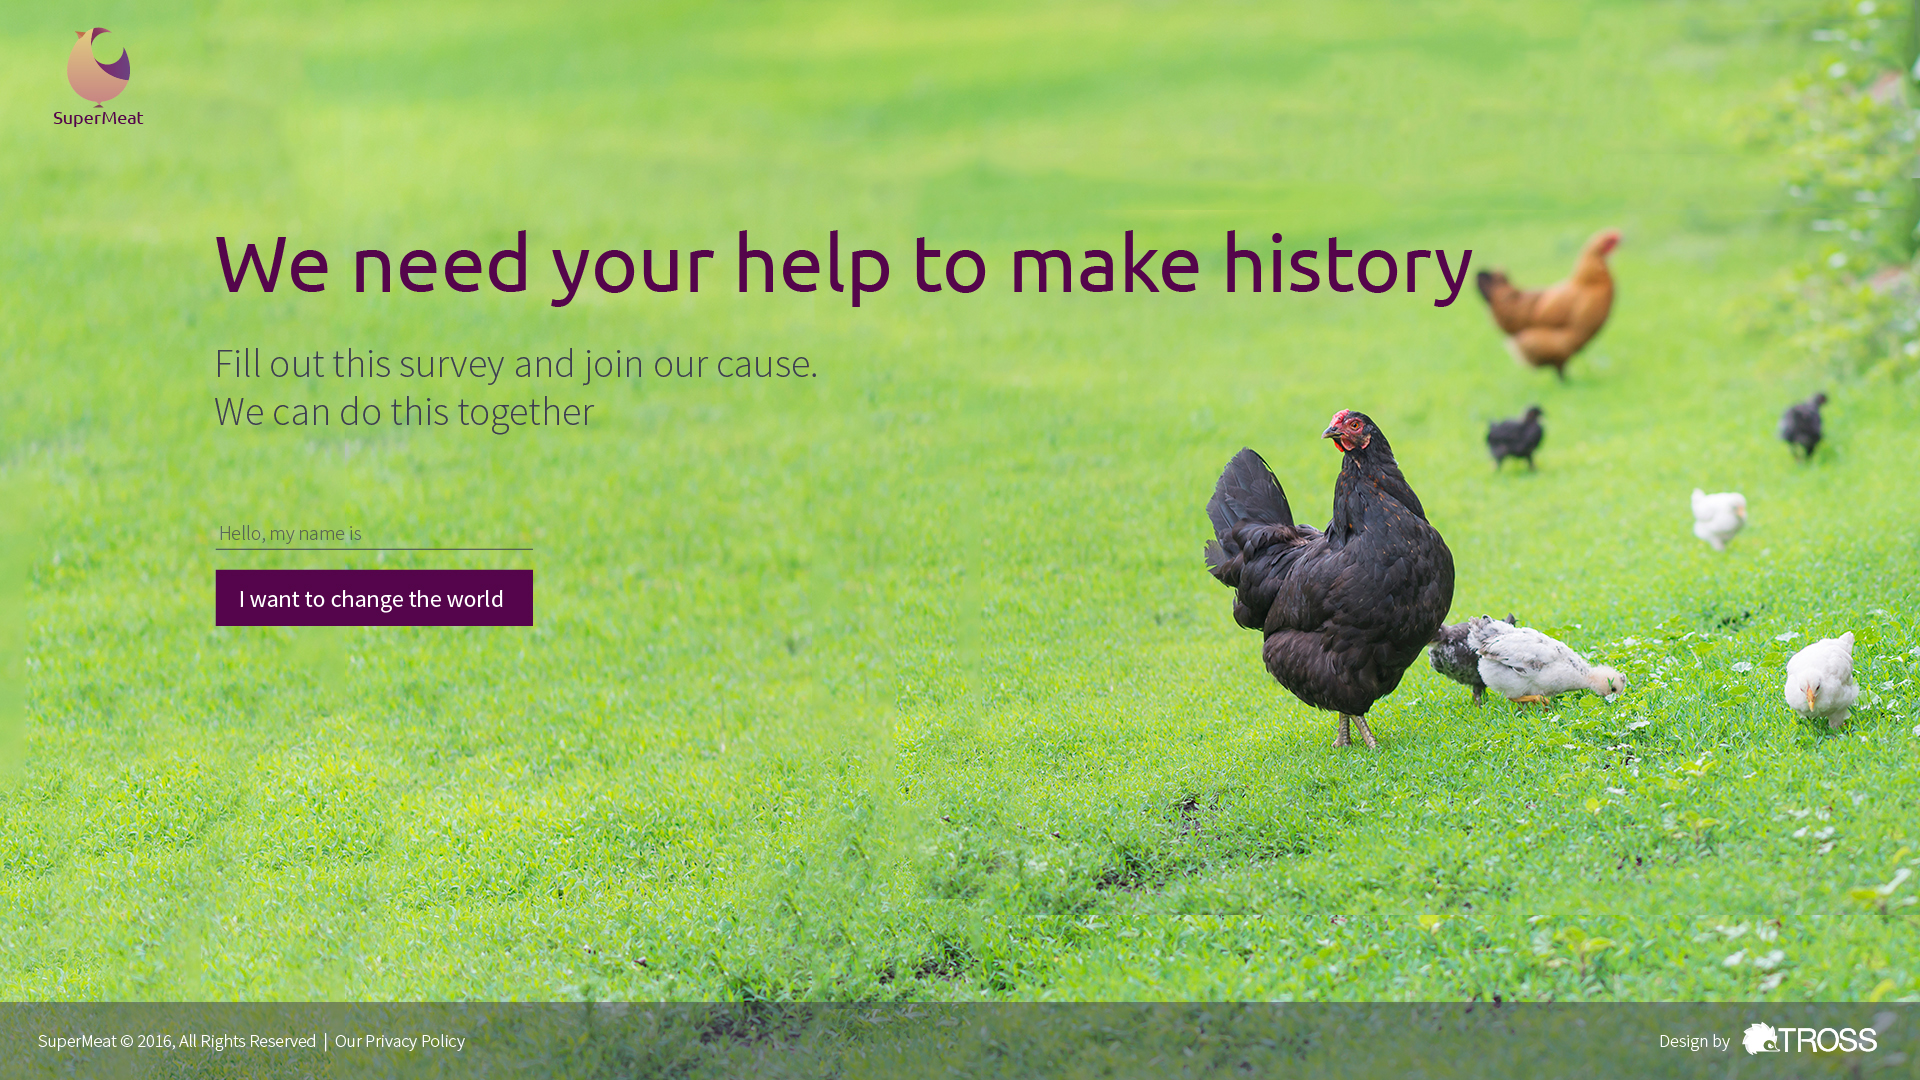 SuperMeat
We need your help to make history
Fill out this survey and join our cause.
We can do this together
Hello, my name is
I want to change the world
SuperMeat © 2016, All Rights Reserved | Our Privacy Policy
Design by TROSS